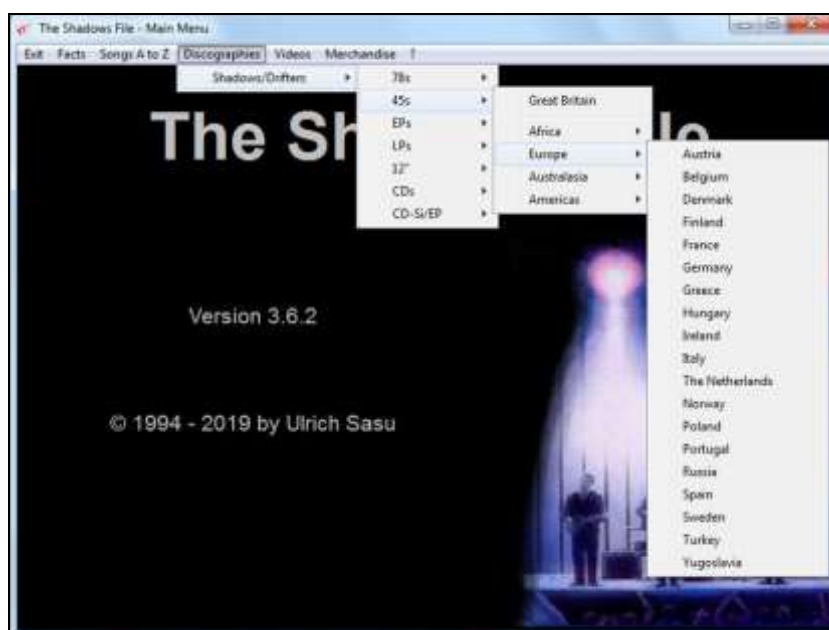 The Shadows File - Main Menu
Exit Facts Songs A to Z Discographies Videos Merchandise ?
Shadows/Drifters
78s
45s
EPs
LPs
12"
CDs
CD-Si/EP
Great Britain
Africa
Europe
Australasia
Americas
Austria
Belgium
Denmark
Finland
France
Germany
Greece
Hungary
Ireland
Italy
The Netherlands
Norway
Poland
Portugal
Russia
Spain
Sweden
Turkey
Yugoslavia
The Sh
Version 3.6.2
© 1994 - 2019 by Ulrich Sasu